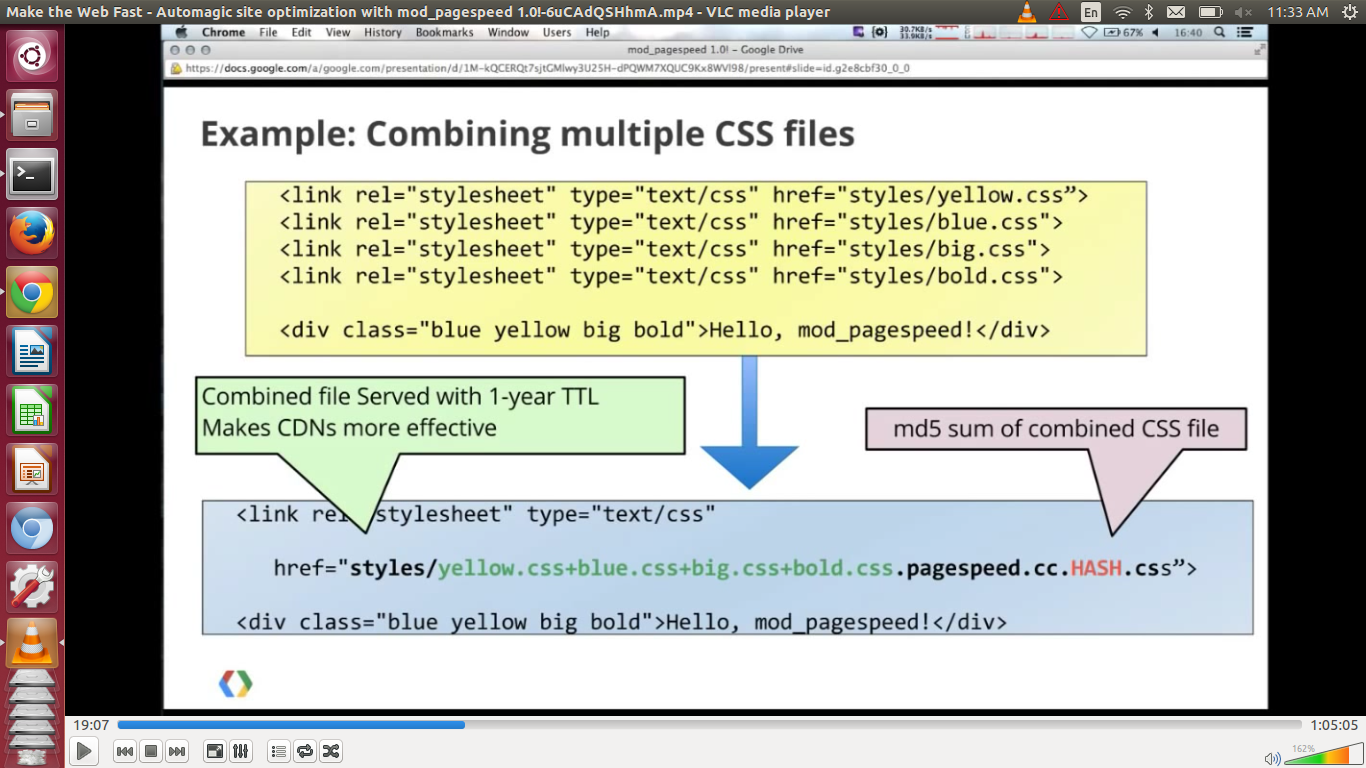 Make the Web Fast - Automagic site optimization with mod_pagespeed 1.0!-6uCAdQSHhmA.mp4 - VLC media player
En
11:33 AM
Chrome File Edit View History Bookmarks Window Users Help
30.7KB/s
33.9KB/s
67%
16:40
mod_pagespeed 1.0! – Google Drive
https://docs.google.com/a/google.com/presentation/d/1M-kQCERQt7sjtGMlwy3U25H-dPQWM7XQUC9Kx8WVl98/present#slide=id.g2e8cbf30_0_0
Example: Combining multiple CSS files
<link rel="stylesheet" type="text/css" href="styles/yellow.css”>
<link rel="stylesheet" type="text/css" href="styles/blue.css">
<link rel="stylesheet" type="text/css" href="styles/big.css">
<link rel="stylesheet" type="text/css" href="styles/bold.css">
<div class="blue yellow big bold">Hello, mod_pagespeed!</div>
Combined file Served with 1-year TTL
Makes CDNs more effective
md5 sum of combined CSS file
<link rel stylesheet" type="text/css"
href="styles/yellow.css+blue.css+big.css+bold.css.pagespeed.cc.HASH.css”>
<div class="blue yellow big bold">Hello, mod_pagespeed!</div>
19:07
1:05:05
162%